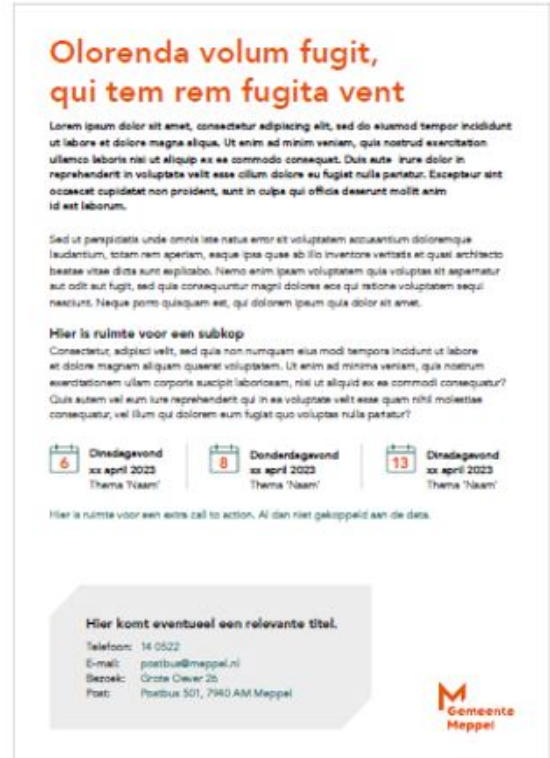 Olorenda volum fugit,
qui tem rem fugita vent
Lorem ipsum dolor sit amet, consectetur adipiscing elit, sed do eiusmod tempor incididunt
ut labore et dolore magna aliqua. Ut enim ad minim veniam, quis nostrud exercitation
ullamco laboris nisi ut aliquip ex ea commodo consequat. Duis aute irure dolor in
reprehenderit in voluptate velit esse cillum dolore eu fugiat nulla pariatur. Excepteur sint
occaecat cupidatat non proident, sunt in culpa qui officia deserunt mollit anim
id est laborum.
Sed ut perspiciatis unde omnis iste natus error sit voluptatem accusantium doloremque
laudantium, totam rem aperiam, eaque ipsa quae ab illo inventore veritatis et quasi architecto
beatae vitae dicta sunt explicabo. Nemo enim ipsam voluptatem quia voluptas sit aspernatur
aut odit aut fugit, sed quia consequuntur magni dolores eos qui ratione voluptatem sequi
nesciunt. Neque porro quisquam est, qui dolorem ipsum quia dolor sit amet.
Hier is ruimte voor een subkop
Consectetur, adipisci velit, sed quia non numquam eius modi tempora incidunt ut labore
et dolore magnam aliquam quaerat voluptatem. Ut enim ad minima veniam, quis nostrum
exercitationem ullam corporis suscipit laboriosam, nisi ut aliquid ex ea commodi consequatur?
Quis autem vel eum iure reprehenderit qui in ea voluptate velit esse quam nihil molestiae
consequatur, vel illum qui dolorem eum fugiat quo voluptas nulla pariatur?
6
Dinsdagavond
xx april 2023
Thema 'Naam'
8
Donderdagavond
xx april 2023
Thema 'Naam'
13
Dinsdagavond
xx april 2023
Thema 'Naam'
Hier is ruimte voor een extra call to action. Al dan niet gekoppeld aan de data.
Hier komt eventueel een relevante titel.
Telefoon: 14 0522
E-mail: postbus@meppel.nl
Bezoek: Grote Oever 26
Post: Postbus 501, 7940 AM Meppel
Gemeente
Meppel